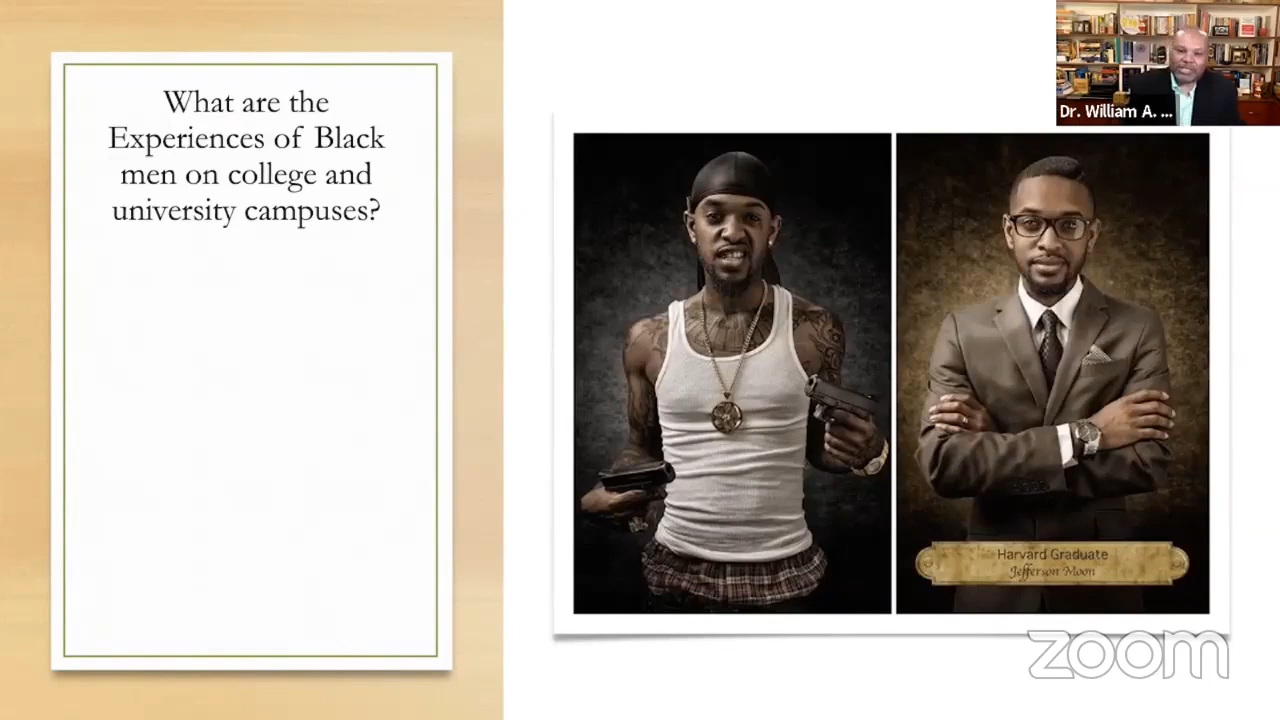 What are the
Experiences of Black
men on college and
university campuses?
Dr. William A. ...
Harvard Graduate
Jefferson Moon
zoom